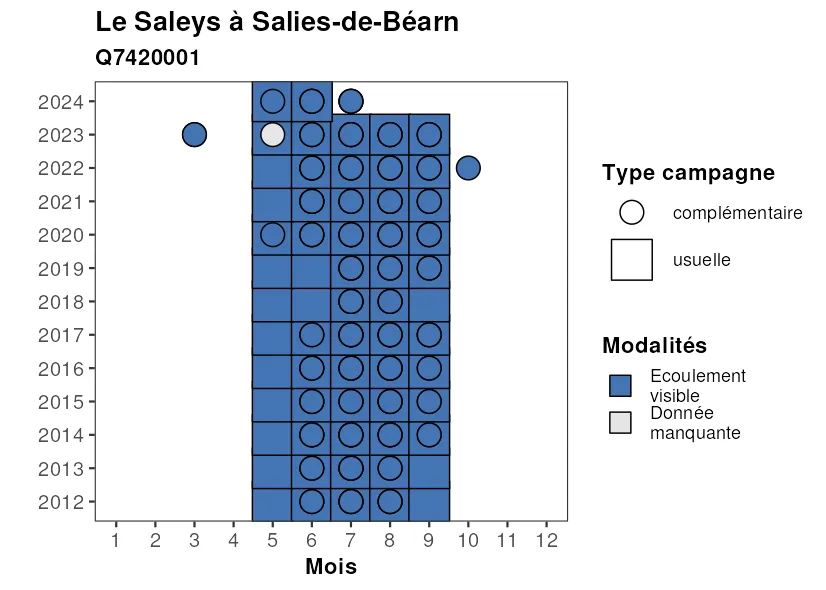 Le Saleys à Salies-de-Béarn
Q7420001
2024
2023
2022
2021
2020
2019
2018
2017
2016
2015
2014
2013
2012
1 2 3 4 5 6 7 8 9 10 11 12
Mois
Type campagne
complémentaire
usuelle
Modalités
Ecoulement
visible
Donnée
manquante